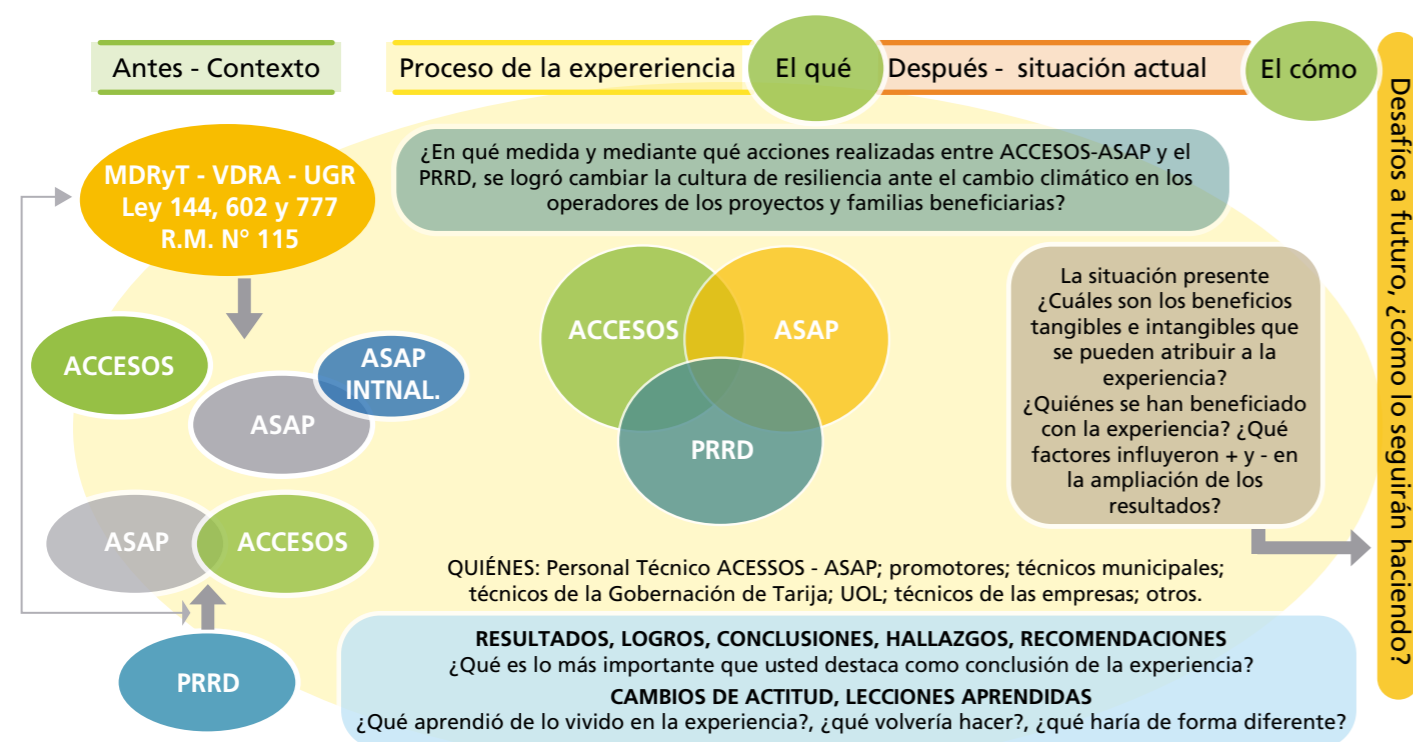 Antes - Contexto
Proceso de la expereriencia
El qué
Después - situación actual
El cómo
MDRyT - VDRA - UGR
Ley 144, 602 y 777
R.M. N° 115
¿En qué medida y mediante qué acciones realizadas entre ACCESOS-ASAP y el
PRRD, se logró cambiar la cultura de resiliencia ante el cambio climático en los
operadores de los proyectos y familias beneficiarias?
ACCESOS
ASAP
INTNAL.
ASAP
ASAP
ACCESOS
PRRD
ACCESOS
ASAP
PRRD
La situación presente
¿Cuáles son los beneficios
tangibles e intangibles que
se pueden atribuir a la
experiencia?
¿Quiénes se han beneficiado
con la experiencia? ¿Qué
factores influyeron + y - en
la ampliación de los
resultados?
QUIÉNES: Personal Técnico ACESSOS - ASAP; promotores; técnicos municipales;
técnicos de la Gobernación de Tarija; UOL; técnicos de las empresas; otros.
RESULTADOS, LOGROS, CONCLUSIONES, HALLAZGOS, RECOMENDACIONES
¿Qué es lo más importante que usted destaca como conclusión de la experiencia?
CAMBIOS DE ACTITUD, LECCIONES APRENDIDAS
¿Qué aprendió de lo vivido en la experiencia?, ¿qué volvería hacer?, ¿qué haría de forma diferente?
Desafíos a futuro, ¿cómo lo seguirán haciendo?